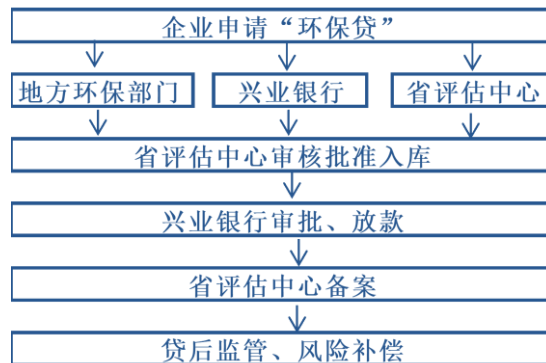 企业申请“环保贷”
地方环保部门
兴业银行
省评估中心
省评估中心审核批准入库
兴业银行审批、放款
省评估中心备案
贷后监管、风险补偿